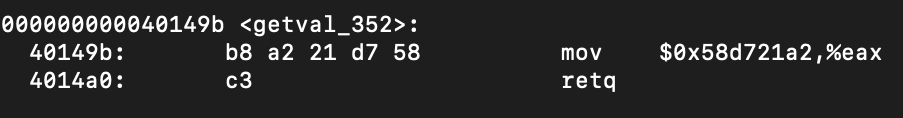 000000000040149b <getval_352>:
40149b: b8 a2 21 d7 58 mov $0x58d721a2,%eax
4014a0: c3 retq